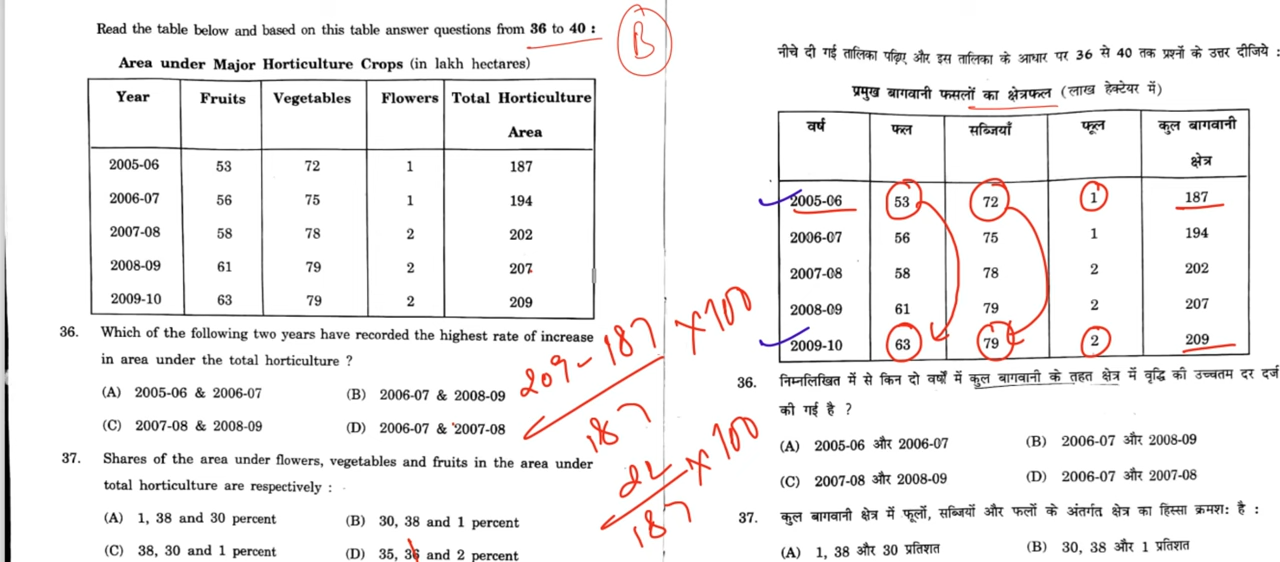 Read the table below and based on this table answer questions from 36 to 40 :
Area under Major Horticulture Crops (in lakh hectares)
Year Fruits Vegetables Flowers Total Horticulture
Area
2005-06 53 72 1 187
2006-07 56 75 1 194
2007-08 58 78 2 202
2008-09 61 79 2 207
2009-10 63 79 2 209
36. Which of the following two years have recorded the highest rate of increase
in area under the total horticulture ?
(A) 2005-06 & 2006-07 (B) 2006-07 & 2008-09
(C) 2007-08 & 2008-09 (D) 2006-07 & 2007-08
37. Shares of the area under flowers, vegetables and fruits in the area under
total horticulture are respectively :
(A) 1, 38 and 30 percent (B) 30, 38 and 1 percent
(C) 38, 30 and 1 percent (D) 35, 36 and 2 percent
B
209-187 × 100
187
22 × 100
187
नीचे दी गई तालिका पढ़िए और इस तालिका के आधार पर 36 से 40 तक प्रश्नों के उत्तर दीजिये :
प्रमुख बागवानी फसलों का क्षेत्रफल (लाख हेक्टेयर में)
वर्ष फल सब्जियाँ फूल कुल बागवानी
क्षेत्र
2005-06 53 72 1 187
2006-07 56 75 1 194
2007-08 58 78 2 202
2008-09 61 79 2 207
2009-10 63 79 2 209
36. निम्नलिखित में से किन दो वर्षों में कुल बागवानी के तहत क्षेत्र में वृद्धि की उच्चतम दर दर्ज
की गई है ?
(A) 2005-06 और 2006-07 (B) 2006-07 और 2008-09
(C) 2007-08 और 2008-09 (D) 2006-07 और 2007-08
37. कुल बागवानी क्षेत्र में फूलों, सब्जियों और फलों के अंतर्गत क्षेत्र का हिस्सा क्रमशः है :
(A) 1, 38 और 30 प्रतिशत (B) 30, 38 और 1 प्रतिशत